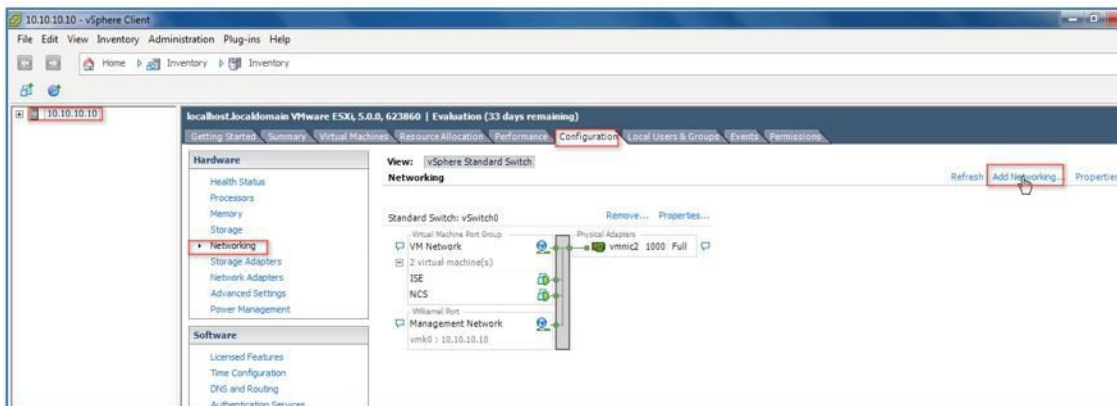 10.10.10.10 - vSphere Client
File Edit View Inventory Administration Plug-ins Help
Home Inventory Inventory
10.10.10.10
localhost.localdomain VMware ESXi, 5.0.0, 623860 | Evaluation (33 days remaining)
Getting Started Summary Virtual Machines Resource Allocation Performance Configuration Local Users & Groups Events Permissions
Hardware
Health Status
Processors
Memory
Storage
Networking
Storage Adapters
Network Adapters
Advanced Settings
Power Management
Software
Licensed Features
Time Configuration
DNS and Routing
Authentication Services
View: vSphere Standard Switch
Networking
Refresh Add Networking... Properties
Standard Switch: vSwitch0 Remove... Properties...
Virtual Machine Port Group Physical Adapters
VM Network vmnic2 1000 Full
2 virtual machine(s)
ISE
NCS
VMkernel Port
Management Network
vmk0 : 10.10.10.10